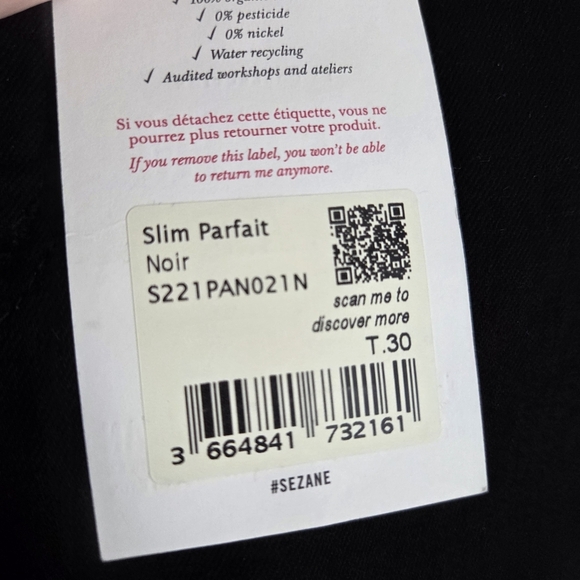 ✓ 0% pesticide
✓ 0% nickel
✓ Water recycling
✓ Audited workshops and ateliers
Si vous détachez cette étiquette, vous ne
pourrez plus retourner votre produit.
If you remove this label, you won't be able
to return me anymore.
Slim Parfait
Noir
S221PAN021N
scan me to
discover more
T.30
3 664841 732161
#SEZANE